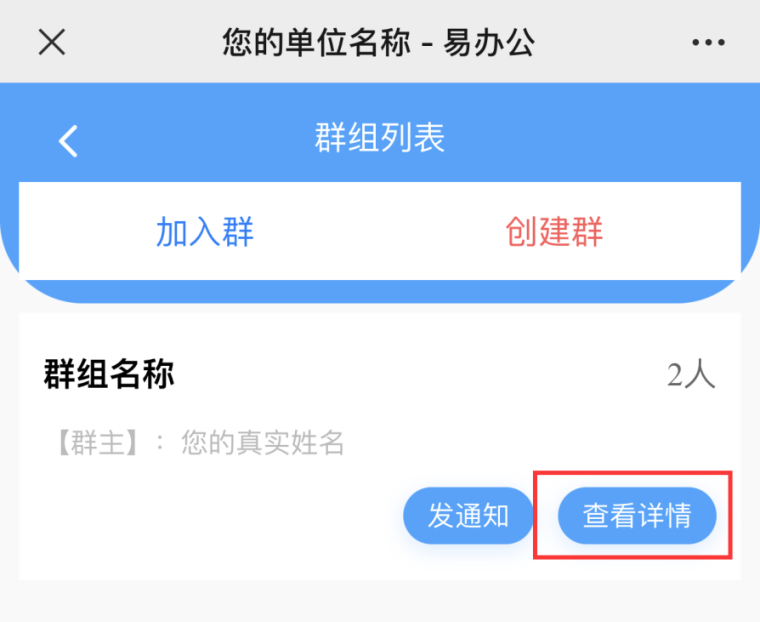 您的单位名称 - 易办公
群组列表
加入群 创建群
群组名称 2人
【群主】：您的真实姓名
发通知 查看详情